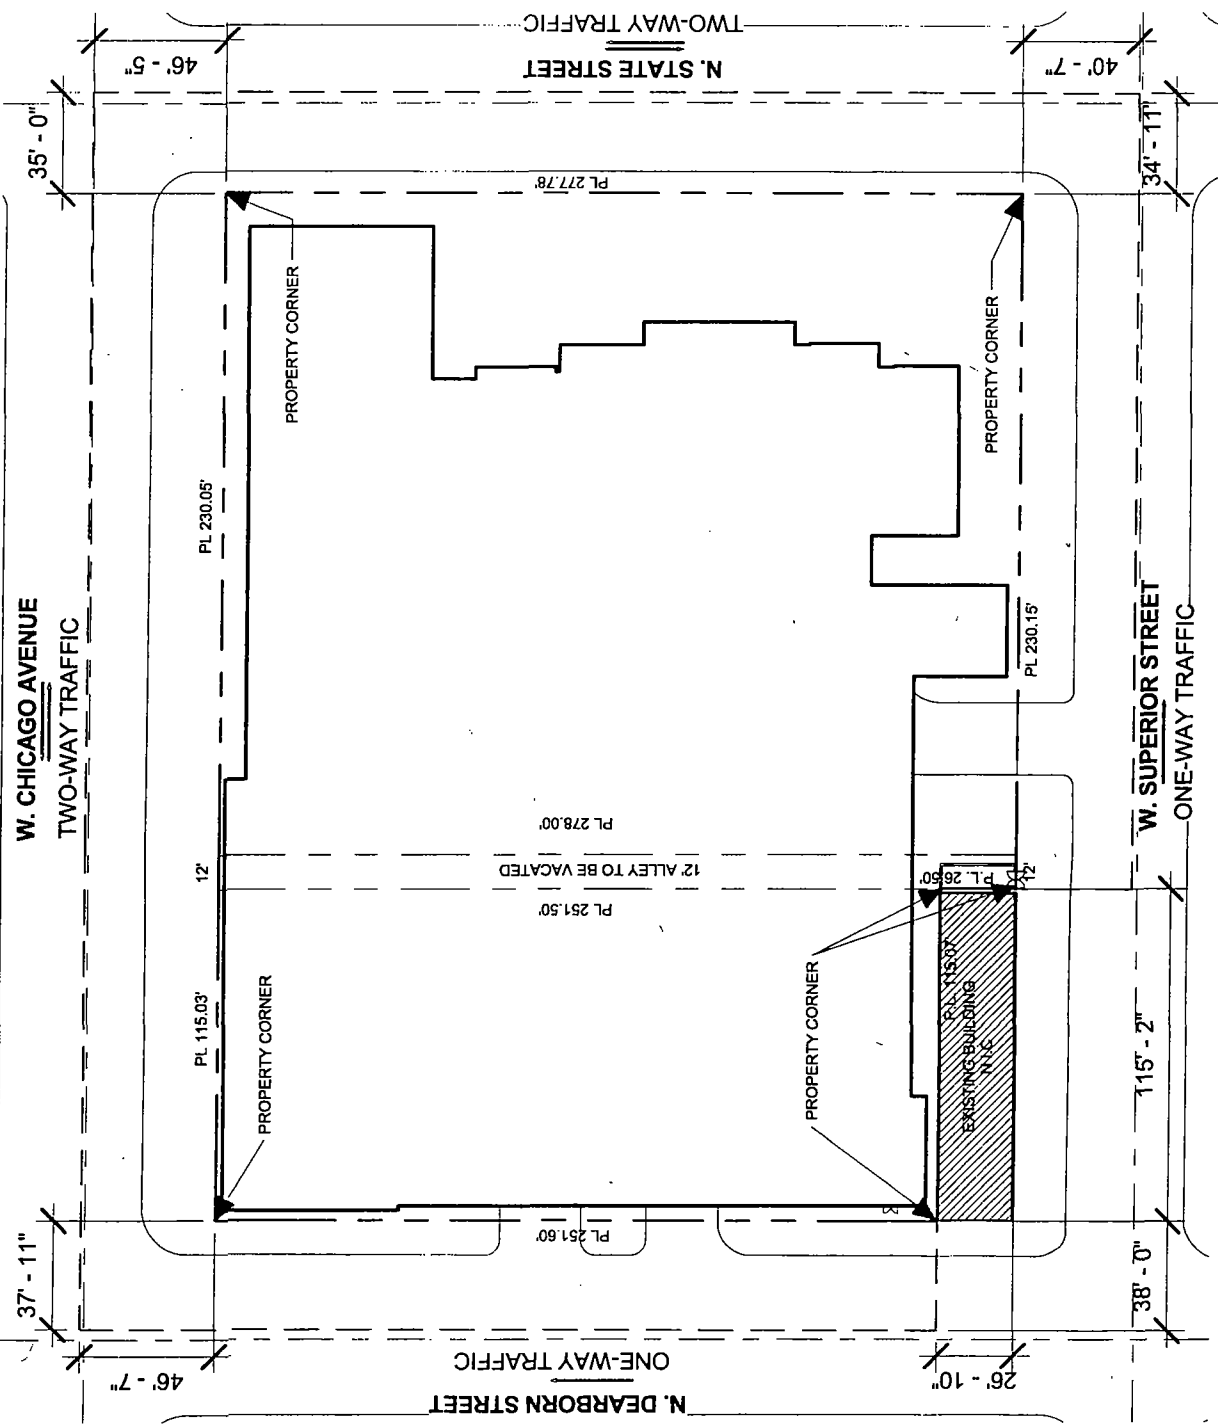 TWO-WAY TRAFFIC
N. STATE STREET
46' - 5"
40' - 7"
35' - 0"
34' - 11"
PL 277.78'
PROPERTY CORNER
PROPERTY CORNER
PL 230.05'
W. CHICAGO AVENUE
TWO-WAY TRAFFIC
PL 230.15'
W. SUPERIOR STREET
ONE-WAY TRAFFIC
PL 278.00'
12'
12' ALLEY TO BE VACATED
P.L. 26.50'
12'
PL 251.50'
PL 115.03'
PROPERTY CORNER
PROPERTY CORNER
P.L. 115.07'
EXISTING BUILDING
N.I.C.
115' - 2"
PL 251.60'
37' - 11"
38' - 0"
46' - 7"
26' - 10"
ONE-WAY TRAFFIC
N. DEARBORN STREET